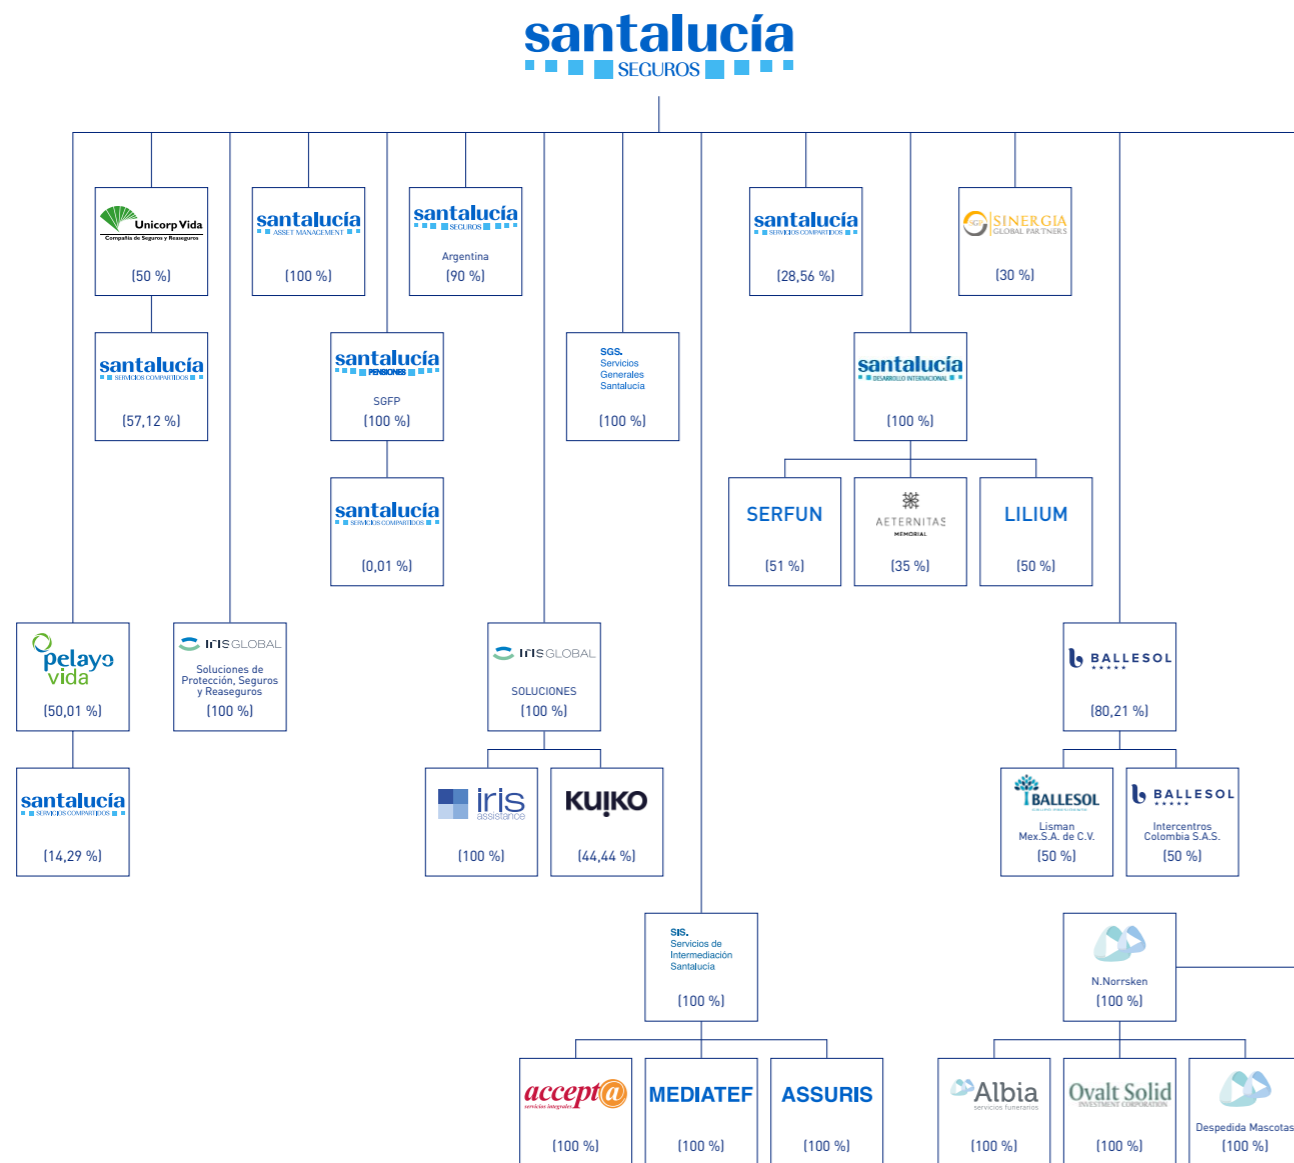 santalucía
SEGUROS
Unicorp Vida
Compañía de Seguros y Reaseguros
(50 %)
santalucía
ASSET MANAGEMENT
(100 %)
santalucía
SEGUROS
Argentina
(90 %)
santalucía
SERVICIOS COMPARTIDOS
(28,56 %)
SINERGIA
GLOBAL PARTNERS
(30 %)
santalucía
SERVICIOS COMPARTIDOS
(57,12 %)
santalucía
PENSIONES
SGFP
(100 %)
SGS.
Servicios
Generales
Santalucía
(100 %)
santalucía
DESARROLLO INTERNACIONAL
(100 %)
santalucía
SERVICIOS COMPARTIDOS
(0,01 %)
SERFUN
(51 %)
AETERNITAS
MEMORIAL
(35 %)
LILIUM
(50 %)
pelayo
vida
(50,01 %)
IrIS GLOBAL
Soluciones de
Protección, Seguros
y Reaseguros
(100 %)
IrIS GLOBAL
SOLUCIONES
(100 %)
BALLESOL
(80,21 %)
santalucía
SERVICIOS COMPARTIDOS
(14,29 %)
iris
assistance
(100 %)
KUIKO
(44,44 %)
BALLESOL
Lisman
Mex.S.A. de C.V.
(50 %)
BALLESOL
Intercentros
Colombia S.A.S.
(50 %)
SIS.
Servicios de
Intermediación
Santalucía
(100 %)
N.Norrsken
(100 %)
accept@
servicios integrales
(100 %)
MEDIATEF
(100 %)
ASSURIS
(100 %)
Albia
servicios funerarios
(100 %)
Ovalt Solid
INVESTMENT CORPORATION
(100 %)
Despedida Mascotas
(100 %)